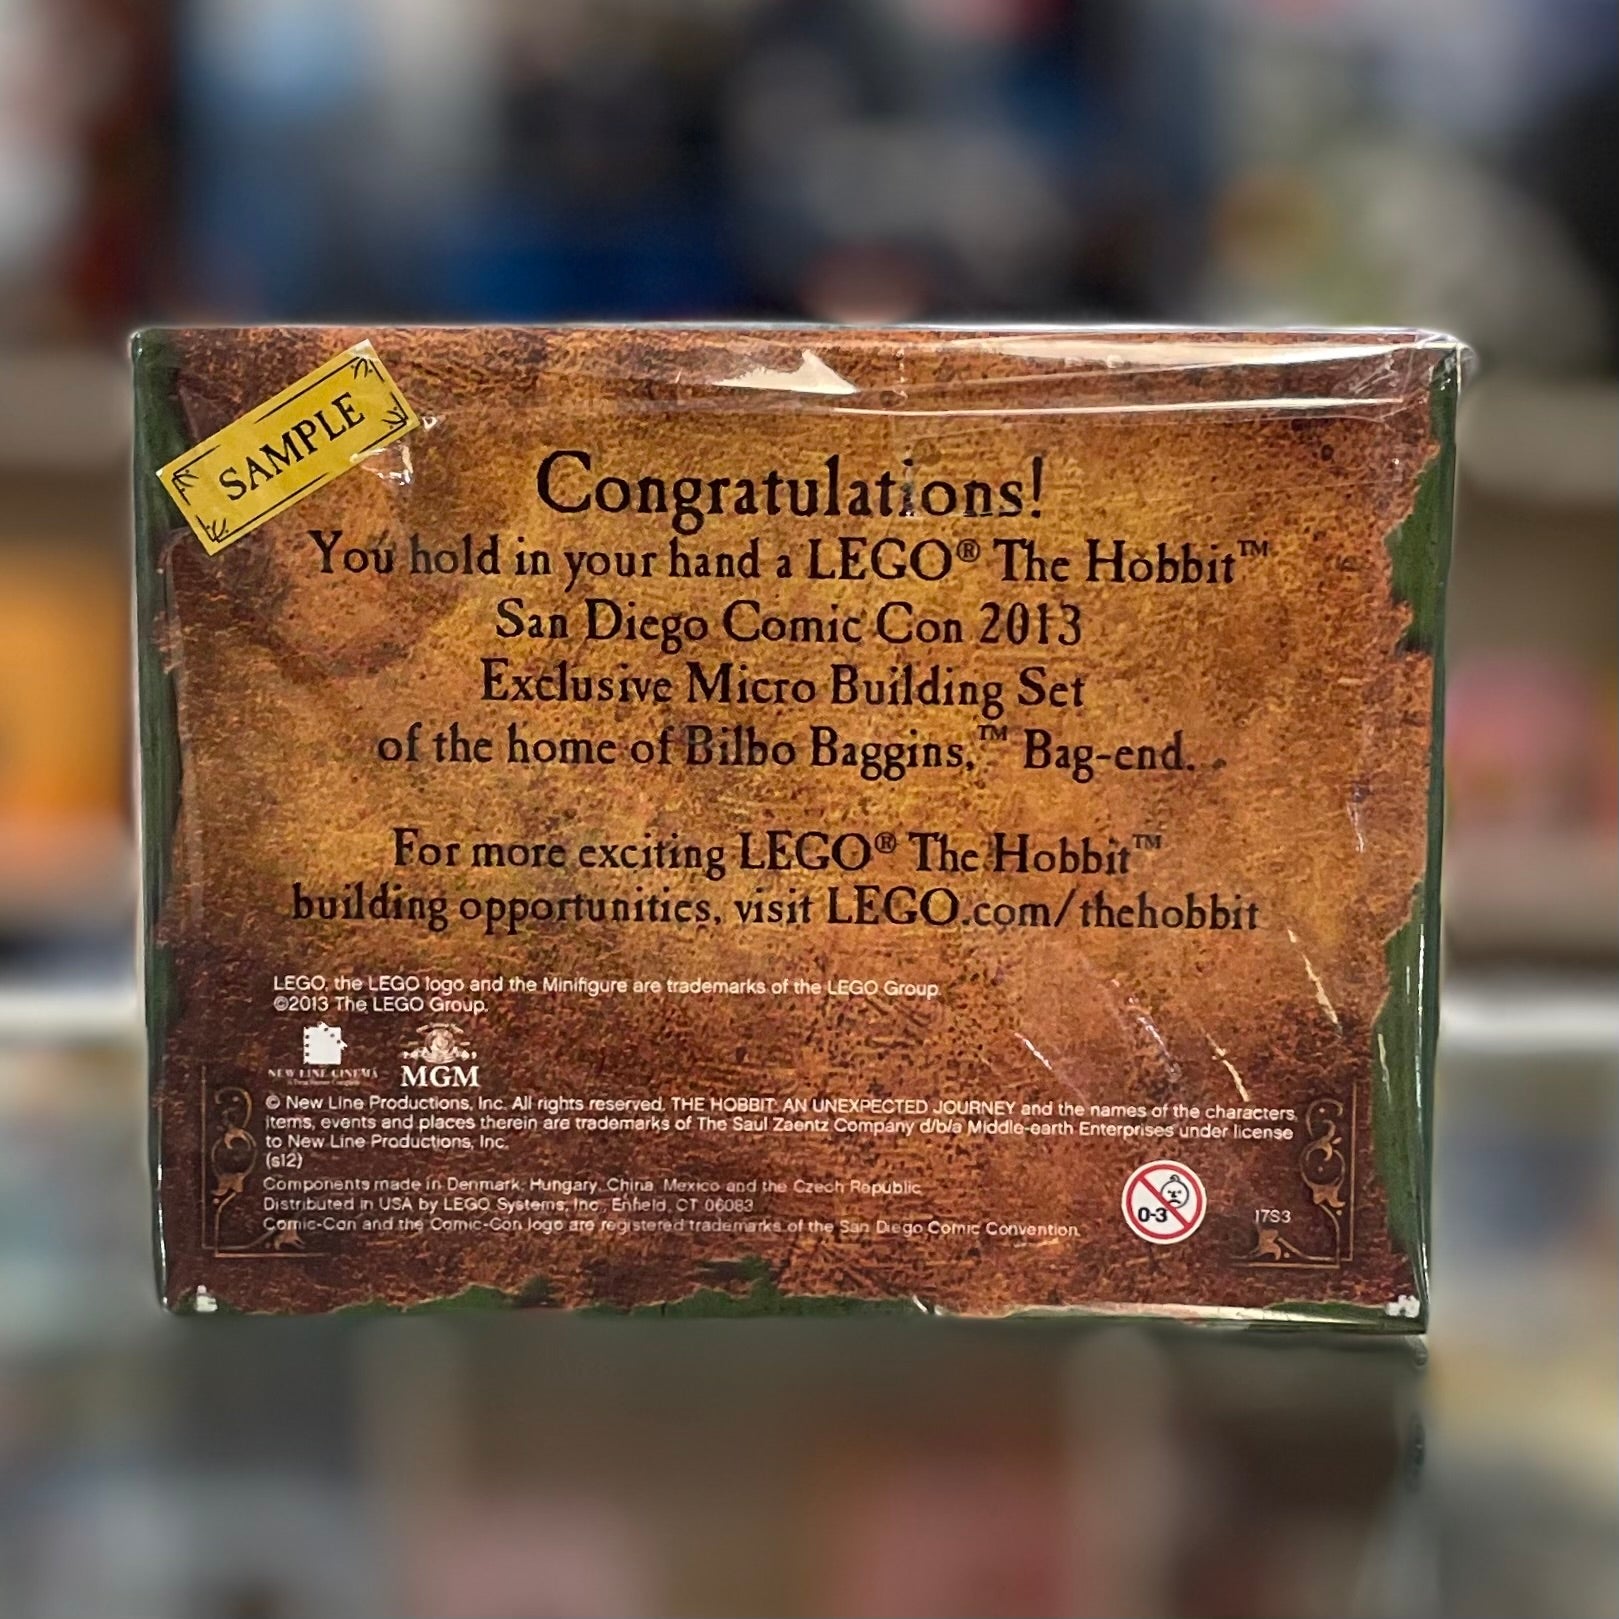 SAMPLE
Congratulations!
You hold in your hand a LEGO® The Hobbit™
San Diego Comic Con 2013
Exclusive Micro Building Set
of the home of Bilbo Baggins,™ Bag-end.
For more exciting LEGO® The Hobbit™
building opportunities, visit LEGO.com/thehobbit
LEGO, the LEGO logo and the Minifigure are trademarks of the LEGO Group.
©2013 The LEGO Group.
NEW LINE CINEMA
MGM
© New Line Productions, Inc. All rights reserved. THE HOBBIT: AN UNEXPECTED JOURNEY and the names of the characters,
items, events and places therein are trademarks of The Saul Zaentz Company d/b/a Middle-earth Enterprises under license
to New Line Productions, Inc.
(s12)
Components made in Denmark, Hungary, China, Mexico and the Czech Republic
Distributed in USA by LEGO Systems, Inc., Enfield, CT 06083
Comic-Con and the Comic-Con logo are registered trademarks of the San Diego Comic Convention.
0-3
17S3